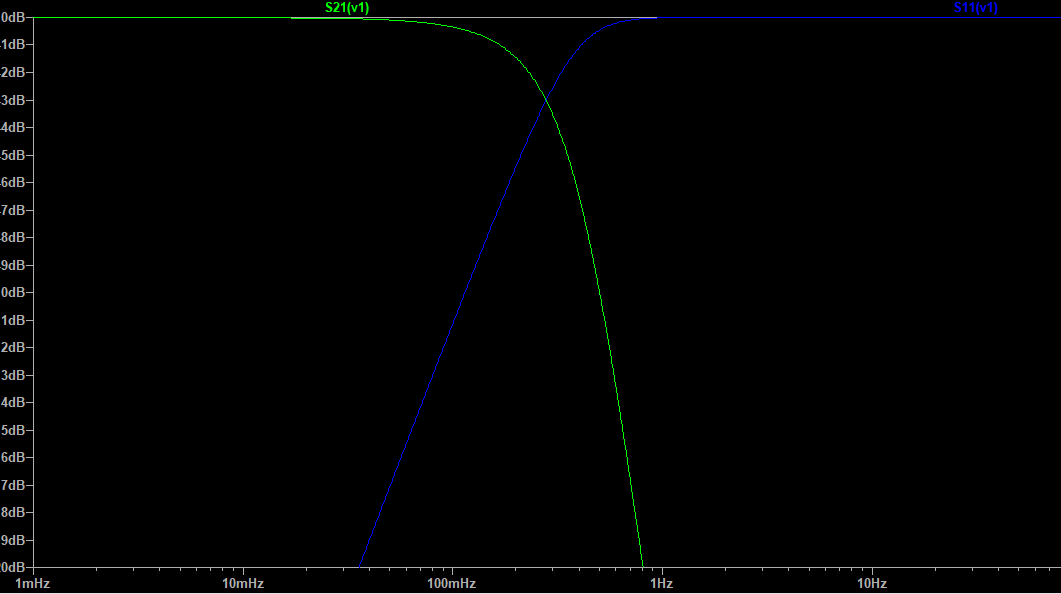 S21(v1) S11(v1)
0dB
1dB
2dB
3dB
4dB
5dB
6dB
7dB
8dB
9dB
0dB
1dB
2dB
3dB
4dB
5dB
6dB
7dB
8dB
9dB
0dB
1mHz 10mHz 100mHz 1Hz 10Hz